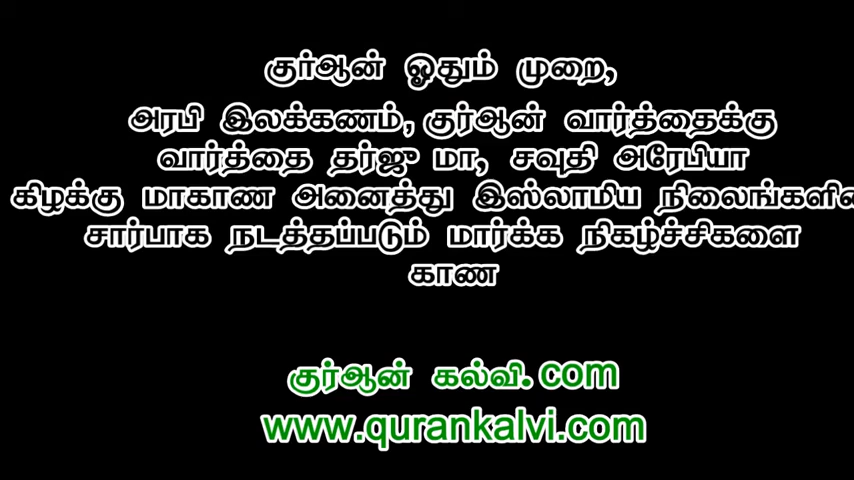 குர்ஆன் ஓதும் முறை,
அரபி இலக்கணம், குர்ஆன் வார்த்தைக்கு
வார்த்தை தர்ஜு மா, சவுதி அரேபியா
கிழக்கு மாகாண அனைத்து இஸ்லாமிய
சார்பாக நடத்தப்படும் மார்க்க நிகழ்ச்சிகளை
காண
குர்ஆன் கல்வி.com
www.qurankalvi.com